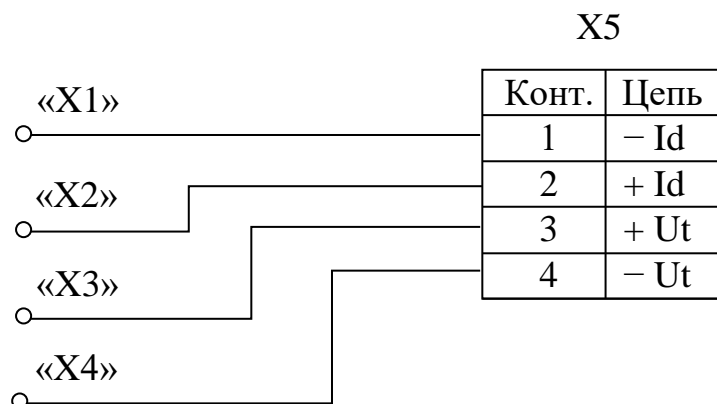 X5
«X1»
«X2»
«X3»
«X4»
Конт. Цепь
1 − Id
2 + Id
3 + Ut
4 − Ut